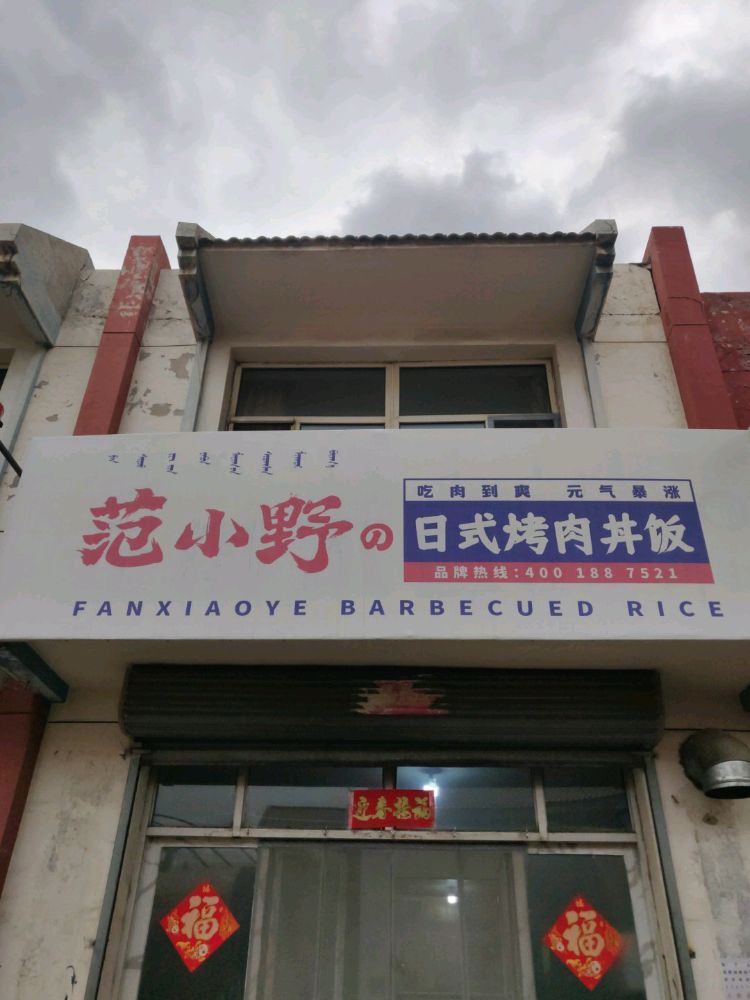 范小野の
吃肉到爽 元气暴涨
日式烤肉丼饭
品牌热线:400 188 7521
FANXIAOYE BARBECUED RICE
迎春接福
福
福